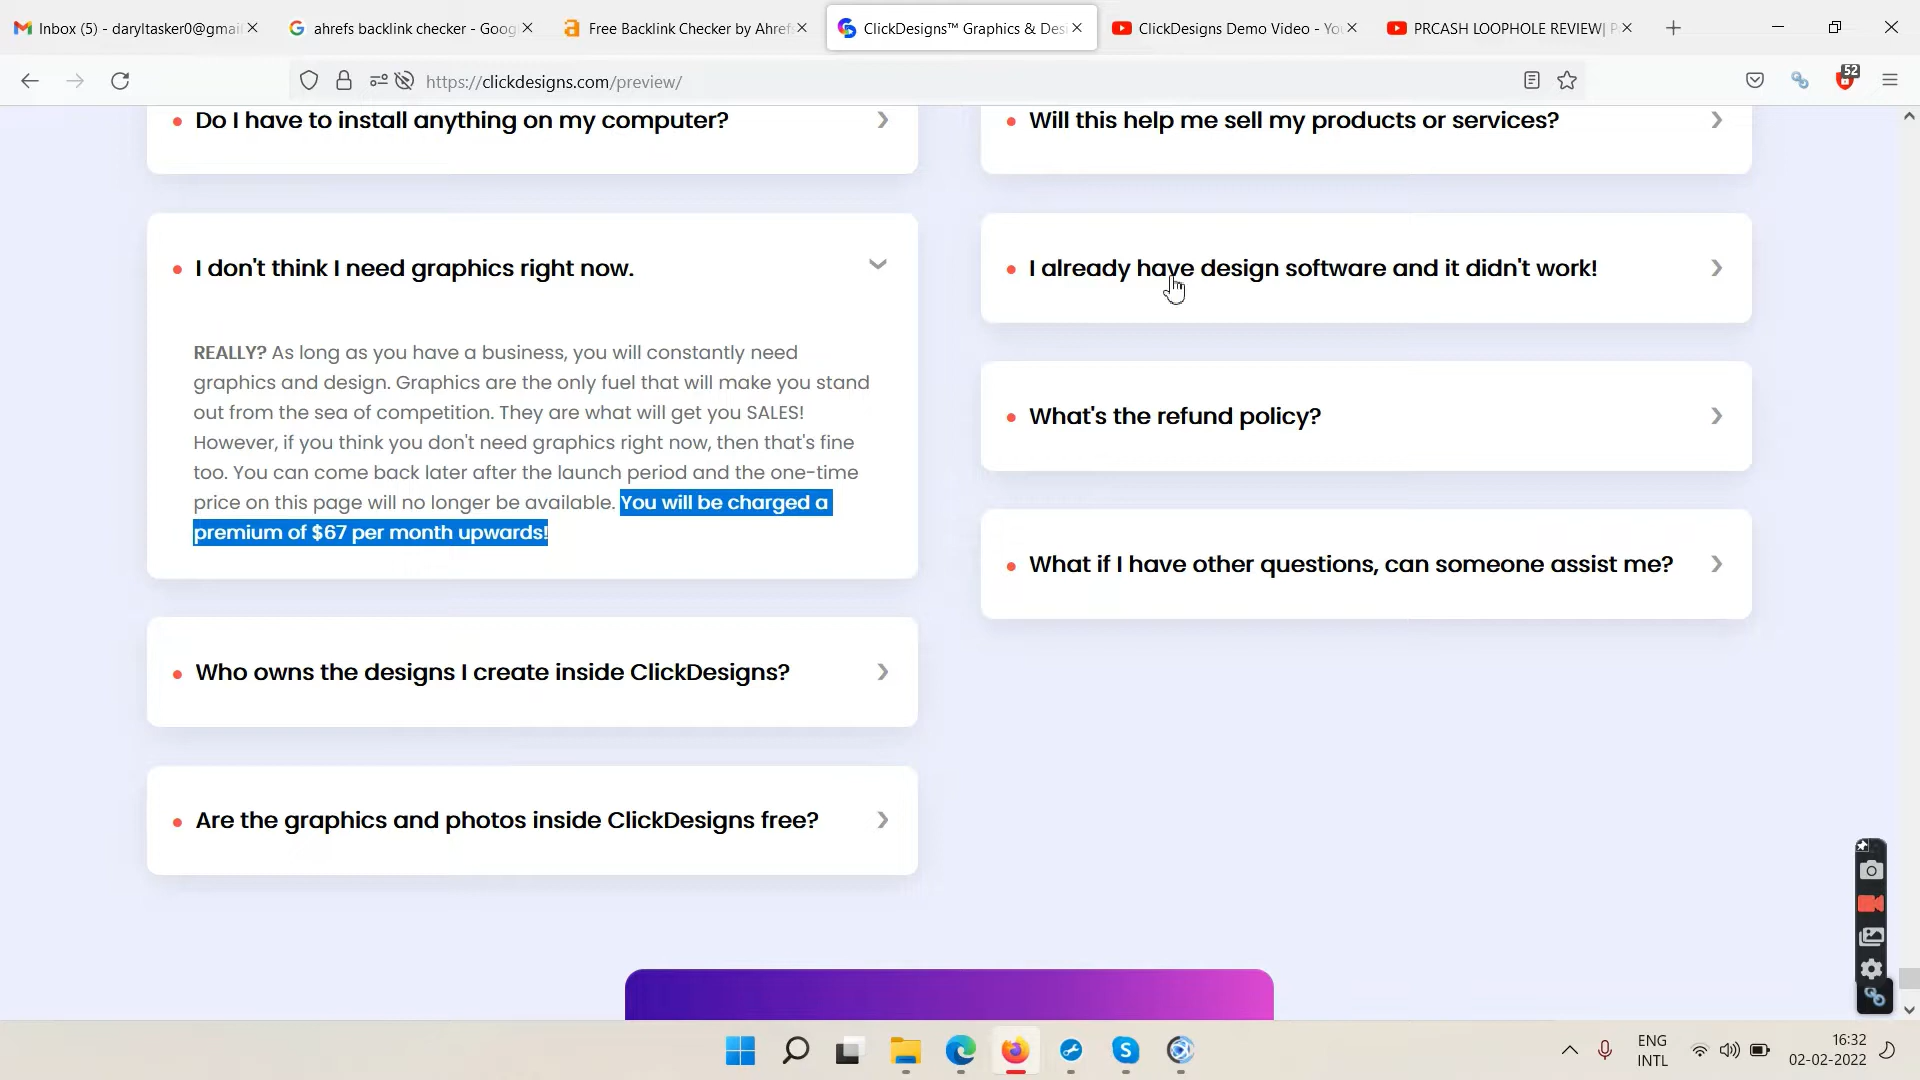 Inbox (5) - daryltasker0@gmail
ahrefs backlink checker - Goog
Free Backlink Checker by Ahref
ClickDesigns™ Graphics & Desi
ClickDesigns Demo Video - Yo
PRCASH LOOPHOLE REVIEW| P
https://clickdesigns.com/preview/
52
Do I have to install anything on my computer?
I don't think I need graphics right now.
REALLY? As long as you have a business, you will constantly need
graphics and design. Graphics are the only fuel that will make you stand
out from the sea of competition. They are what will get you SALES!
However, if you think you don't need graphics right now, then that's fine
too. You can come back later after the launch period and the one-time
price on this page will no longer be available. You will be charged a
premium of $67 per month upwards!
Who owns the designs I create inside ClickDesigns?
Are the graphics and photos inside ClickDesigns free?
Will this help me sell my products or services?
I already have design software and it didn't work!
What's the refund policy?
What if I have other questions, can someone assist me?
ENG
INTL
16:32
02-02-2022